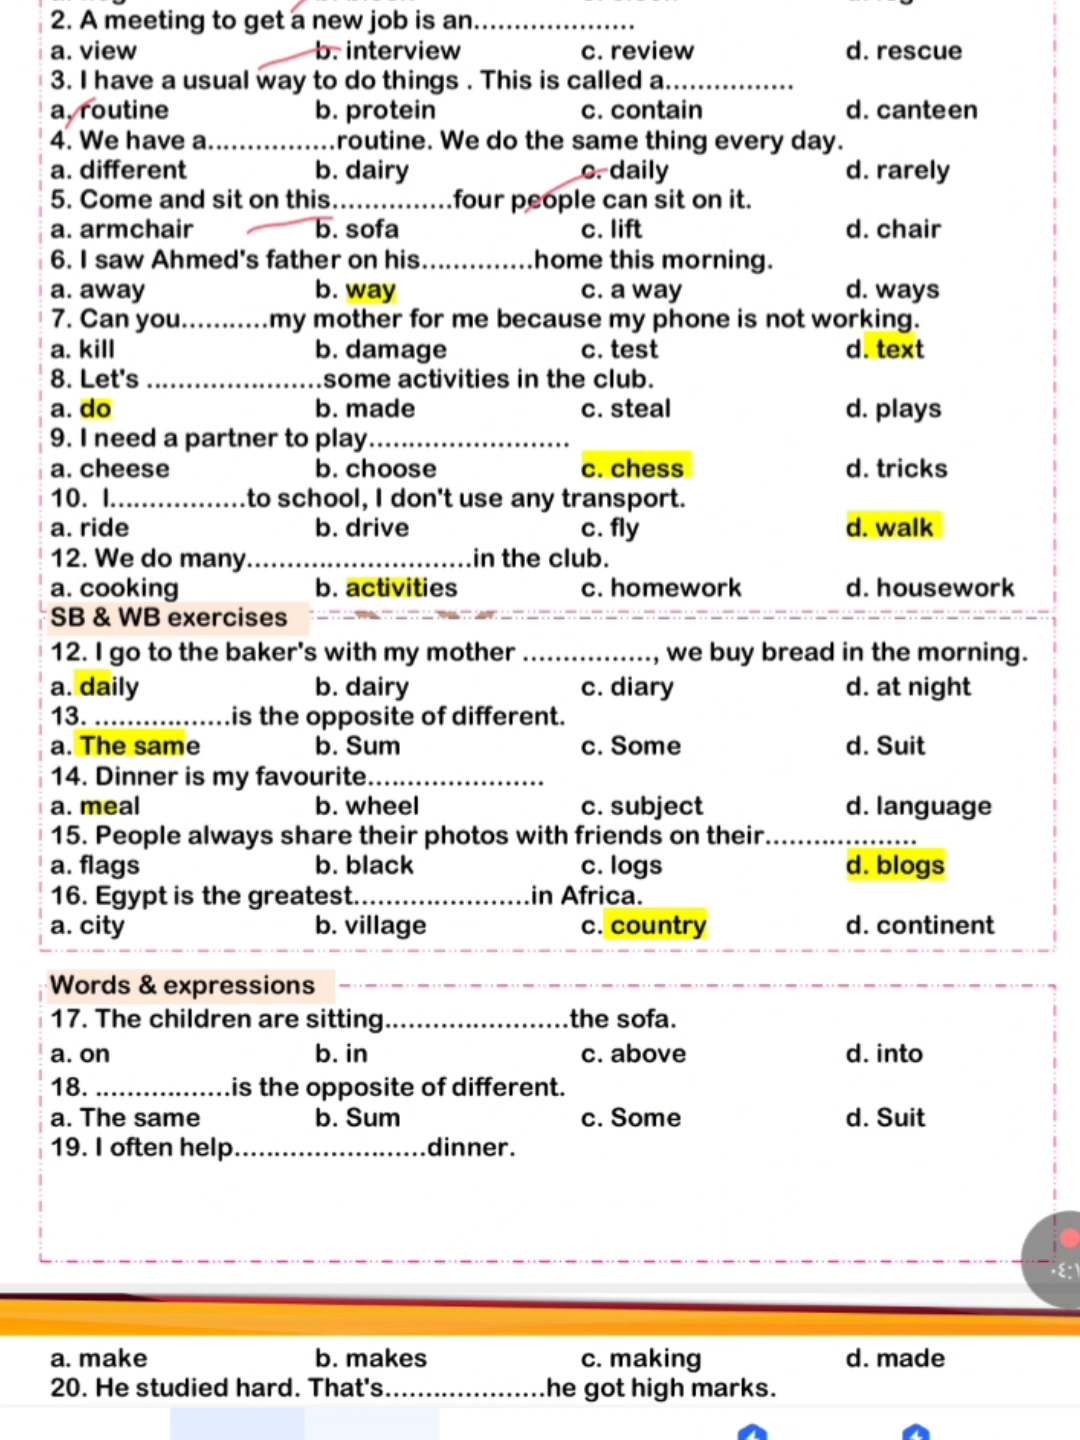 2. A meeting to get a new job is an....................
a. view b. interview c. review d. rescue
3. I have a usual way to do things . This is called a................
a. routine b. protein c. contain d. canteen
4. We have a................routine. We do the same thing every day.
a. different b. dairy c. daily d. rarely
5. Come and sit on this...............four people can sit on it.
a. armchair b. sofa c. lift d. chair
6. I saw Ahmed's father on his..............home this morning.
a. away b. way c. a way d. ways
7. Can you...........my mother for me because my phone is not working.
a. kill b. damage c. test d. text
8. Let's ......................some activities in the club.
a. do b. made c. steal d. plays
9. I need a partner to play.........................
a. cheese b. choose c. chess d. tricks
10. I.................to school, I don't use any transport.
a. ride b. drive c. fly d. walk
12. We do many............................in the club.
a. cooking b. activities c. homework d. housework
SB & WB exercises
12. I go to the baker's with my mother ................, we buy bread in the morning.
a. daily b. dairy c. diary d. at night
13. .................is the opposite of different.
a. The same b. Sum c. Some d. Suit
14. Dinner is my favourite......................
a. meal b. wheel c. subject d. language
15. People always share their photos with friends on their...................
a. flags b. black c. logs d. blogs
16. Egypt is the greatest......................in Africa.
a. city b. village c. country d. continent
Words & expressions
17. The children are sitting.......................the sofa.
a. on b. in c. above d. into
18. .................is the opposite of different.
a. The same b. Sum c. Some d. Suit
19. I often help........................dinner.
a. make b. makes c. making d. made
20. He studied hard. That's....................he got high marks.